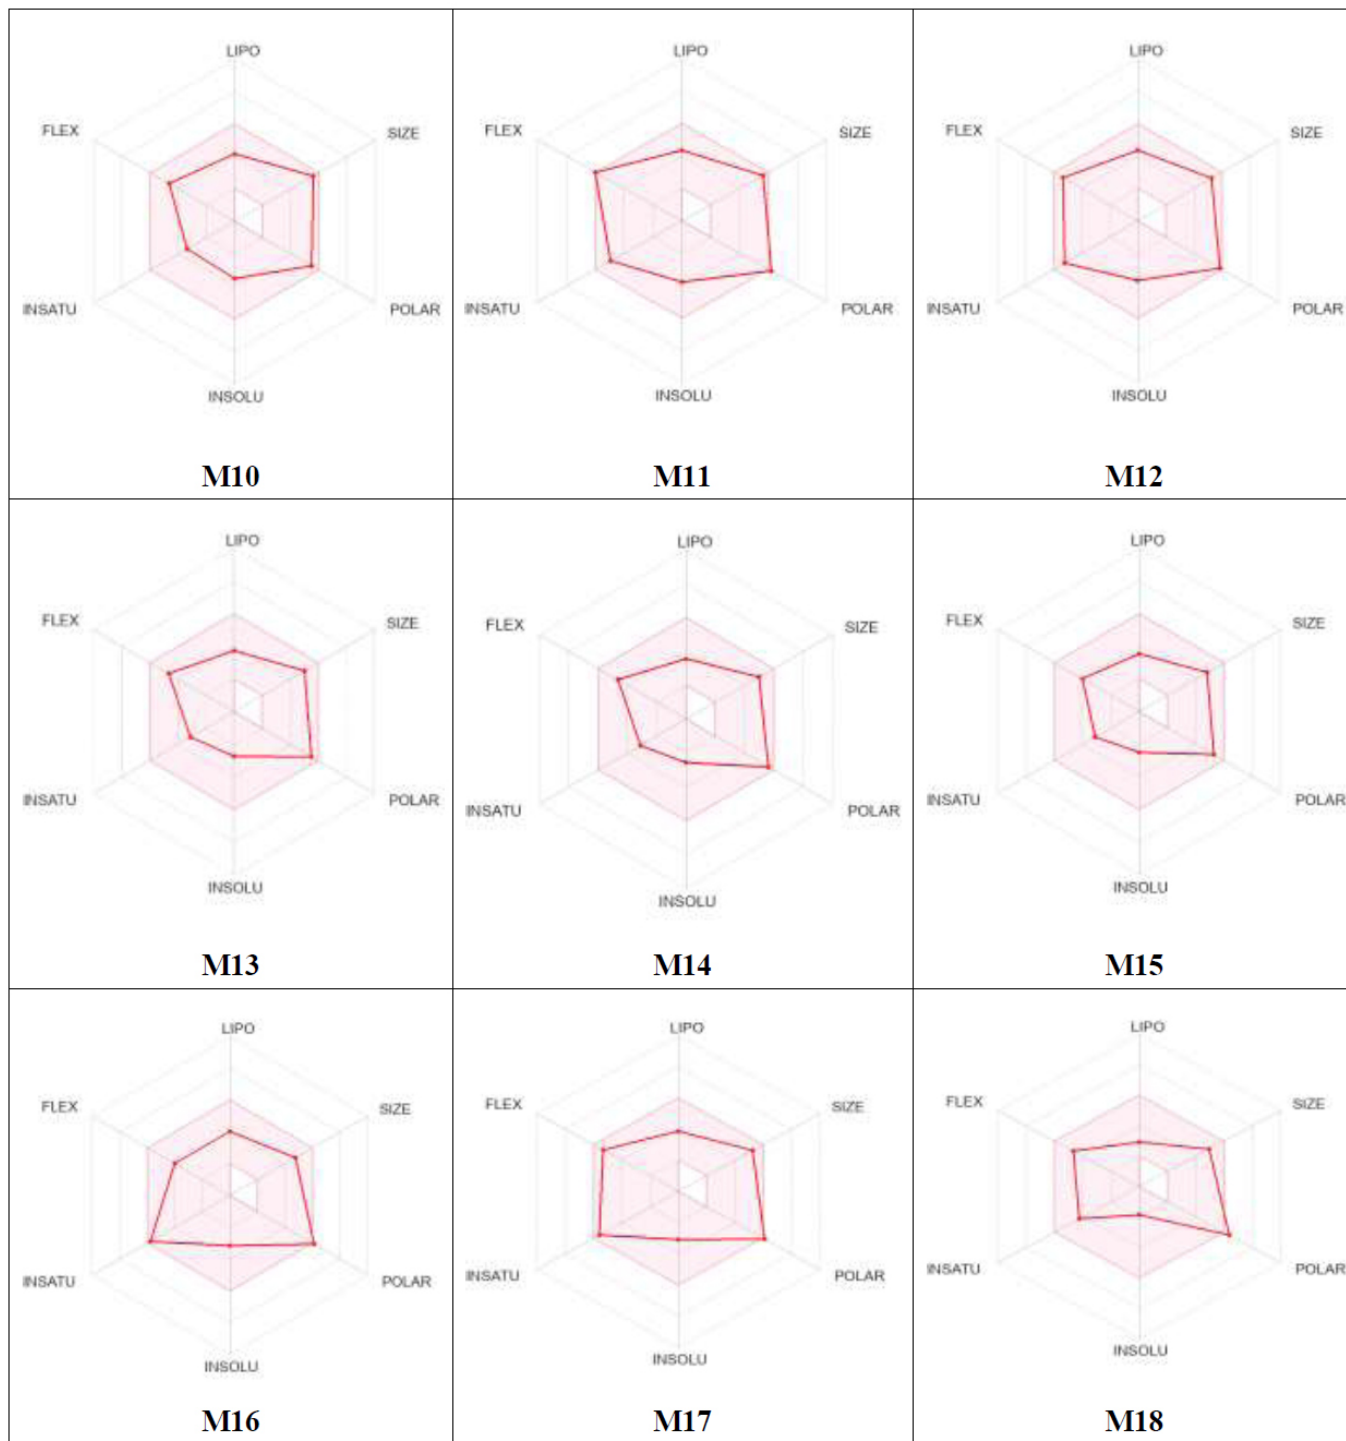 LIPO
FLEX
SIZE
INSATU
POLAR
INSOLU
M10
LIPO
FLEX
SIZE
INSATU
POLAR
INSOLU
M11
LIPO
FLEX
SIZE
INSATU
POLAR
INSOLU
M12
LIPO
FLEX
SIZE
INSATU
POLAR
INSOLU
M13
LIPO
FLEX
SIZE
INSATU
POLAR
INSOLU
M14
LIPO
FLEX
SIZE
INSATU
POLAR
INSOLU
M15
LIPO
FLEX
SIZE
INSATU
POLAR
INSOLU
M16
LIPO
FLEX
SIZE
INSATU
POLAR
INSOLU
M17
LIPO
FLEX
SIZE
INSATU
POLAR
INSOLU
M18